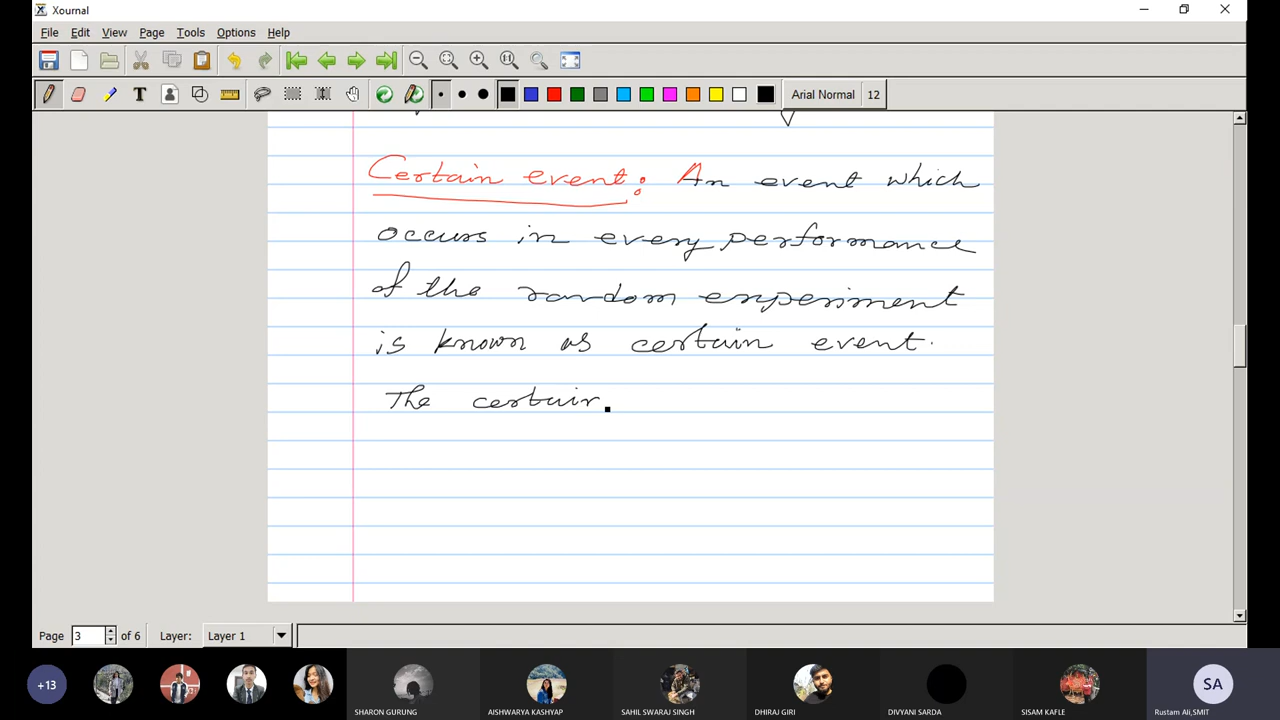 Xournal
File Edit View Page Tools Options Help
Arial Normal 12
Certain event: An event which
occurs in every performance
of the random experiment
is known as certain event.
The certain
Page 3 of 6 Layer: Layer 1
+13
SHARON GURUNG AISHWARYA KASHYAP SAHIL SWARAJ SINGH DHIRAJ GIRI DIVYANI SARDA SISAM KAFLE SA Rustam Ali,SMIT